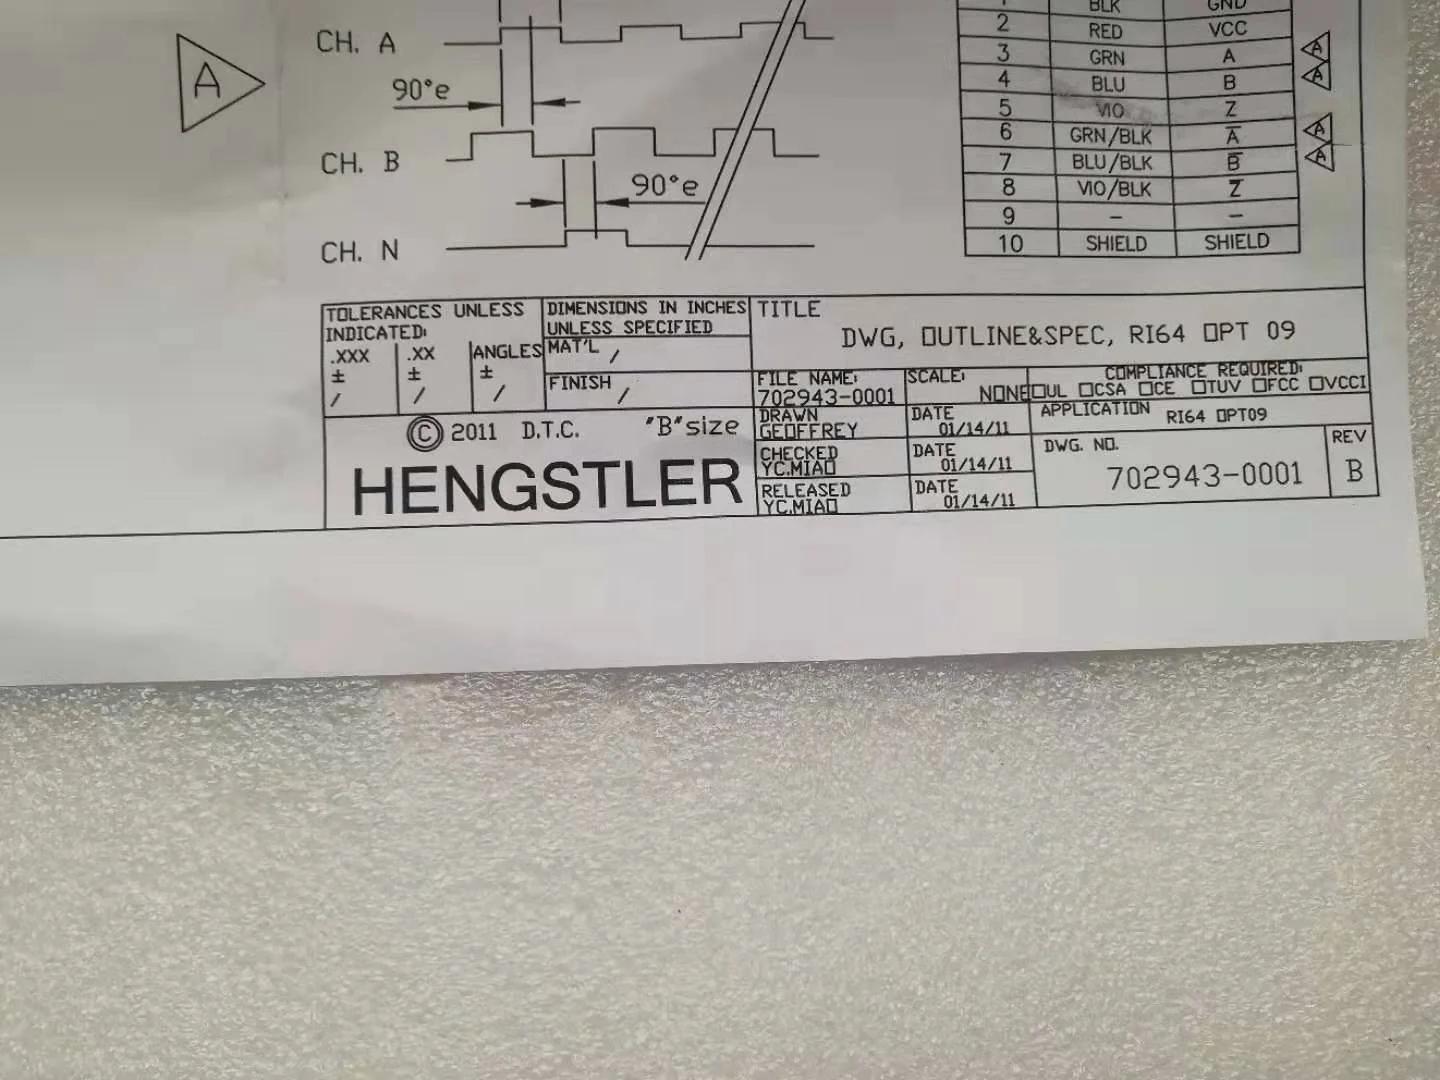 1 BLK GND
CH. A
2 RED VCC
3 GRN A A
A
90°e
4 BLU B A
5 VIO Z
6 GRN/BLK A̅ A
CH. B
7 BLU/BLK B̅ A
90°e
8 VIO/BLK Z̅
9 - -
CH. N
10 SHIELD SHIELD
TOLERANCES UNLESS
INDICATED:
.XXX
±
/
.XX
±
/
ANGLES
±
/
DIMENSIONS IN INCHES
UNLESS SPECIFIED
MAT'L /
FINISH /
TITLE
DWG, OUTLINE&SPEC, RI64 OPT 09
FILE NAME:
702943-0001
SCALE:
NONE
COMPLIANCE REQUIRED:
□UL □CSA □CE □TUV □FCC □VCCI
DRAWN
GEOFFREY
DATE
01/14/11
APPLICATION RI64 OPT09
CHECKED
YC.MIAO
DATE
01/14/11
RELEASED
YC.MIAO
DATE
01/14/11
DWG. NO.
702943-0001
REV
B
© 2011 D.T.C. "B"size
HENGSTLER